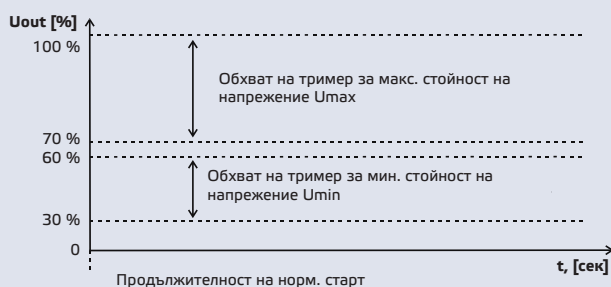 Uout [%]
100 %
Обхват на тример за макс. стойност на
напрежение Umax
70 %
60 %
Обхват на тример за мин. стойност на
напрежение Umin
30 %
0
t, [сек]
Продължителност на норм. старт